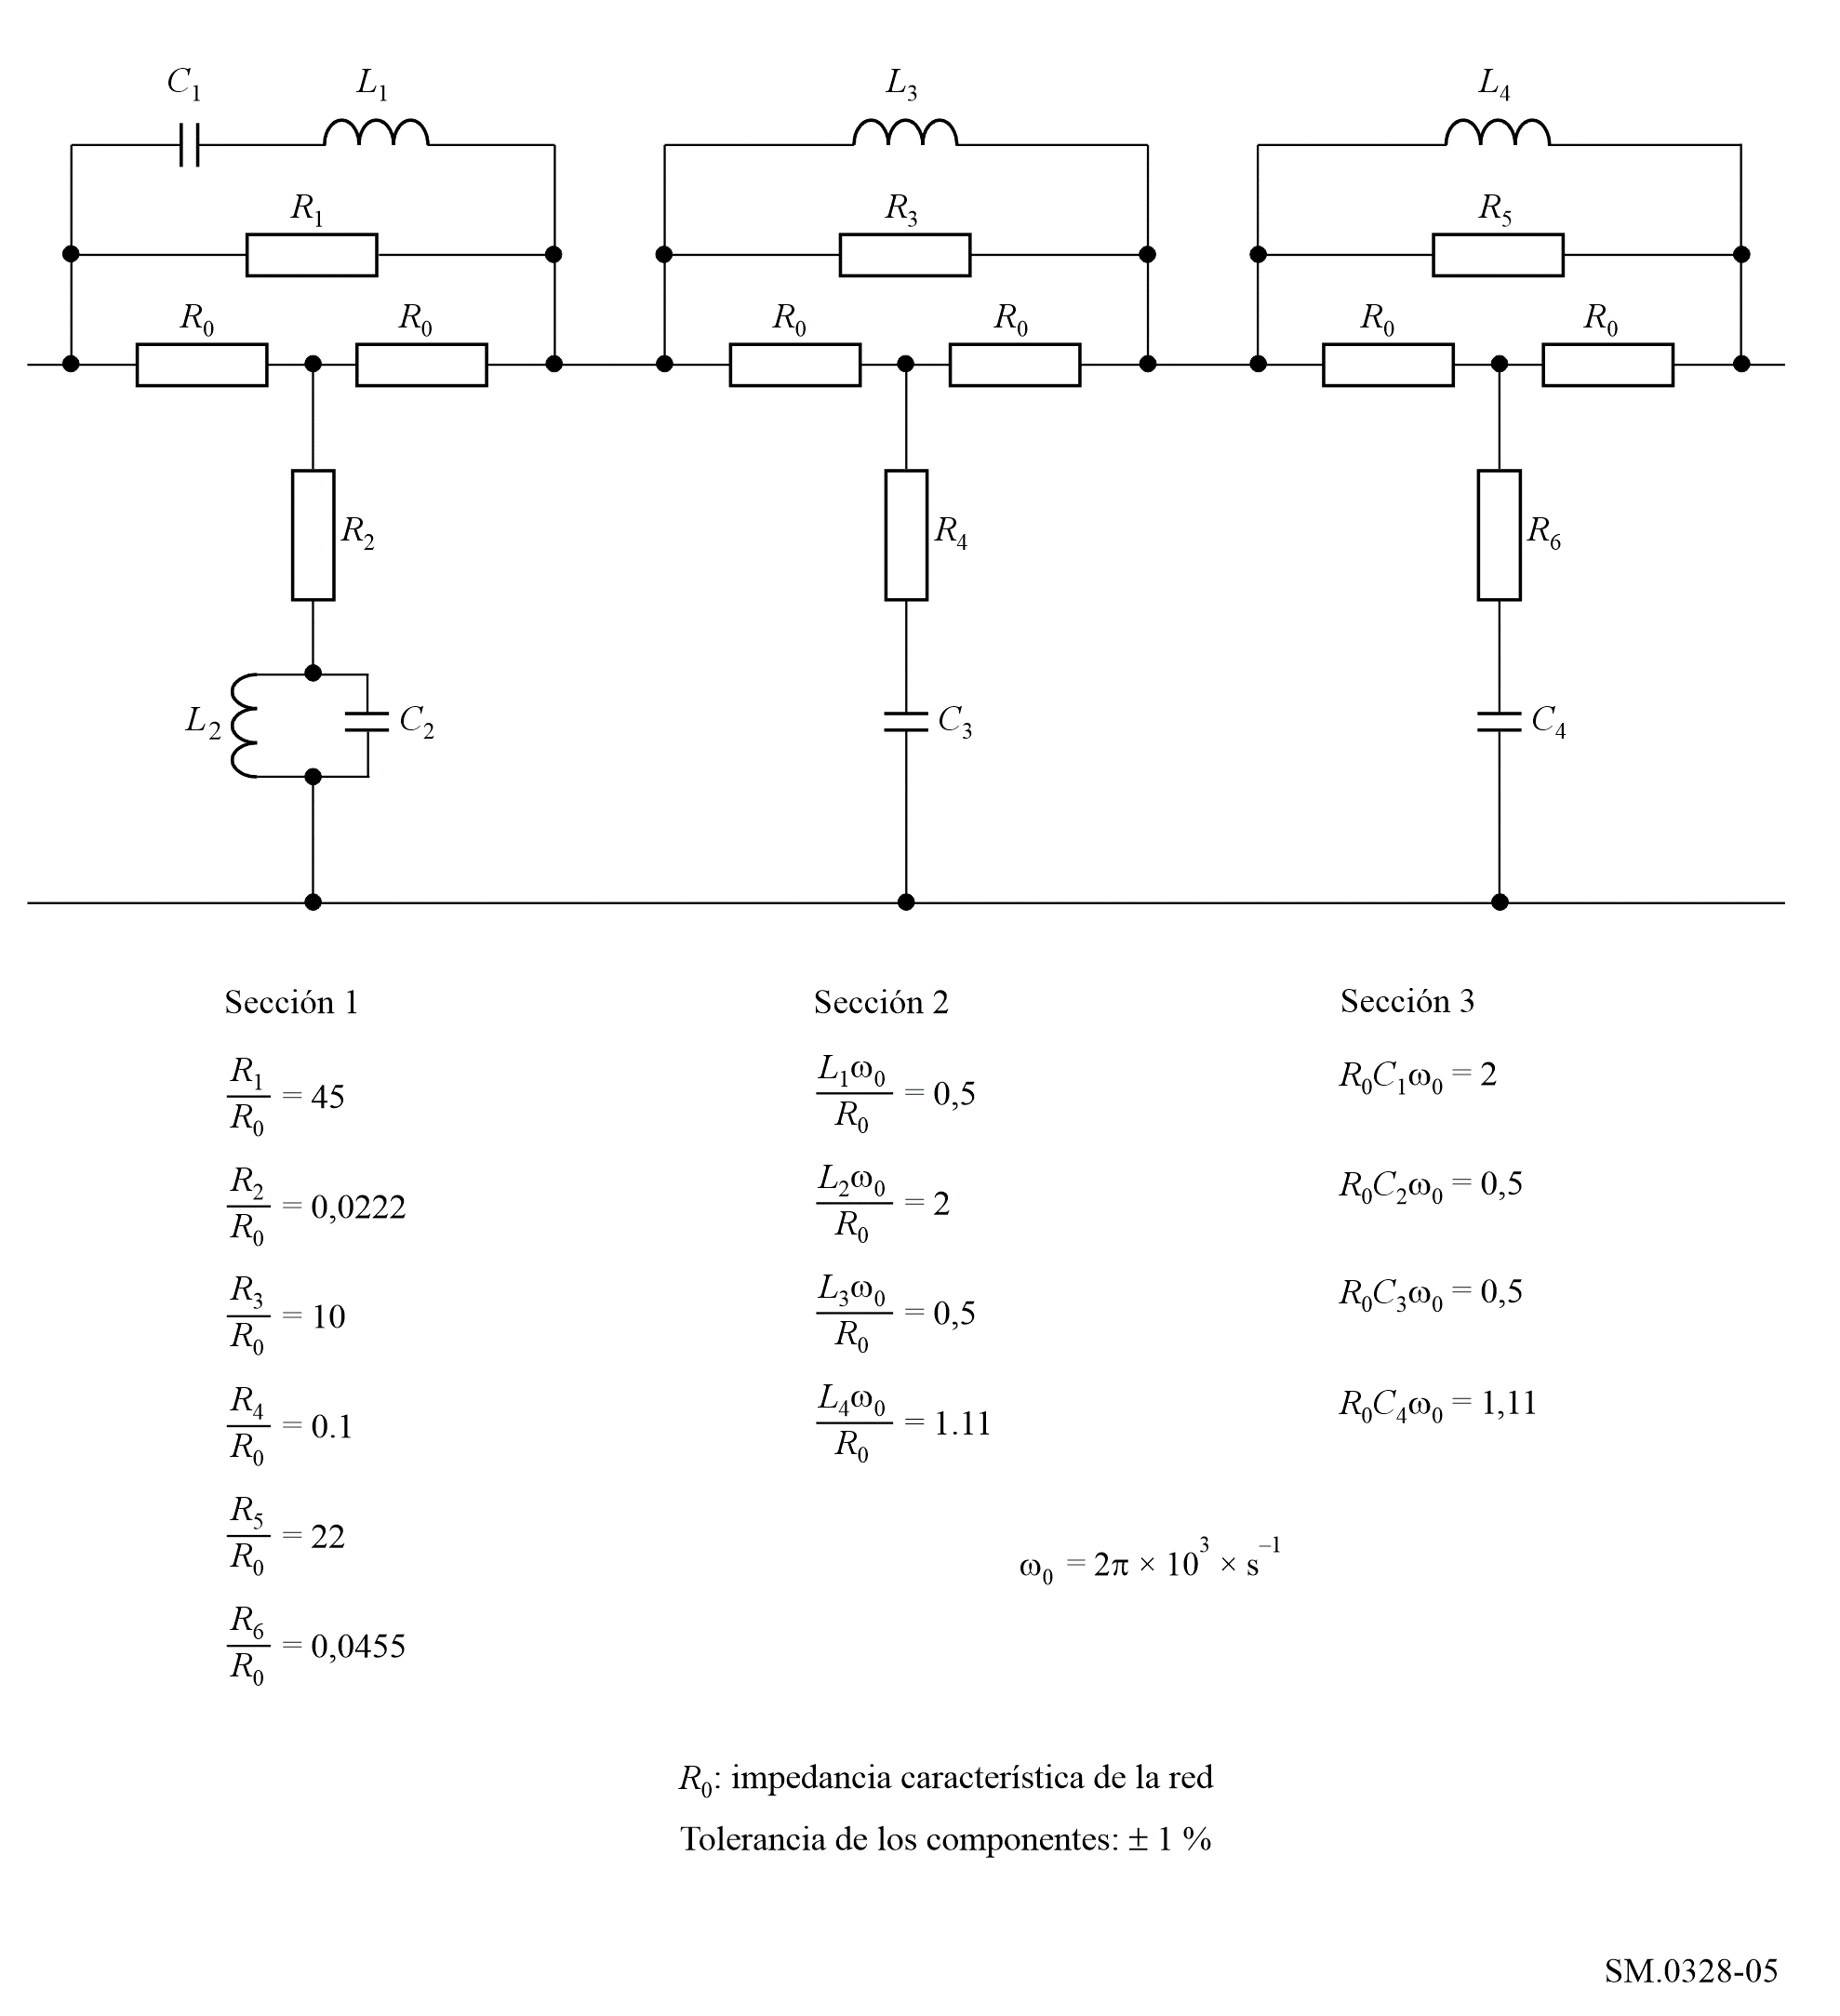 C1 L1 L3 L4
R1 R3 R5
R0 R0 R0 R0 R0 R0
R2 R4 R6
L2 C2 C3 C4
Sección 1
R1/R0 = 45
R2/R0 = 0,0222
R3/R0 = 10
R4/R0 = 0.1
R5/R0 = 22
R6/R0 = 0,0455
Sección 2
L1ω0/R0 = 0,5
L2ω0/R0 = 2
L3ω0/R0 = 0,5
L4ω0/R0 = 1.11
Sección 3
R0C1ω0 = 2
R0C2ω0 = 0,5
R0C3ω0 = 0,5
R0C4ω0 = 1,11
ω0 = 2π × 10³ × s⁻¹
R0: impedancia característica de la red
Tolerancia de los componentes: ± 1 %
SM.0328-05